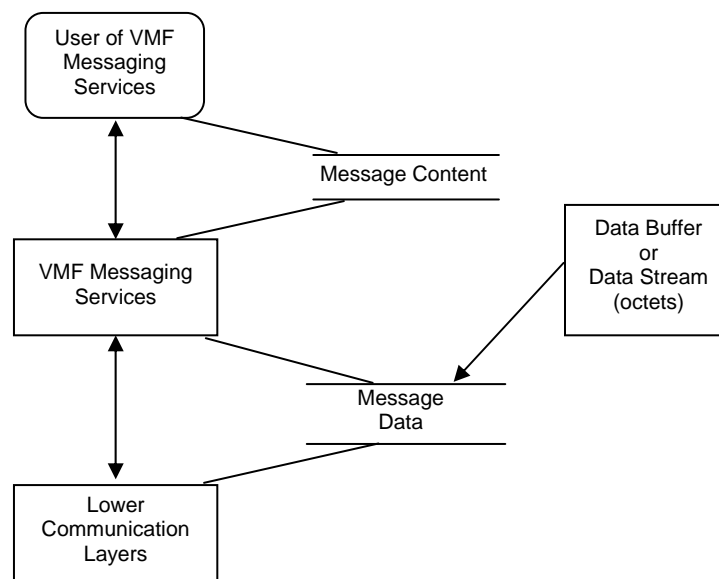 User of VMF
Messaging
Services
Message Content
VMF Messaging
Services
Data Buffer
or
Data Stream
(octets)
Message
Data
Lower
Communication
Layers